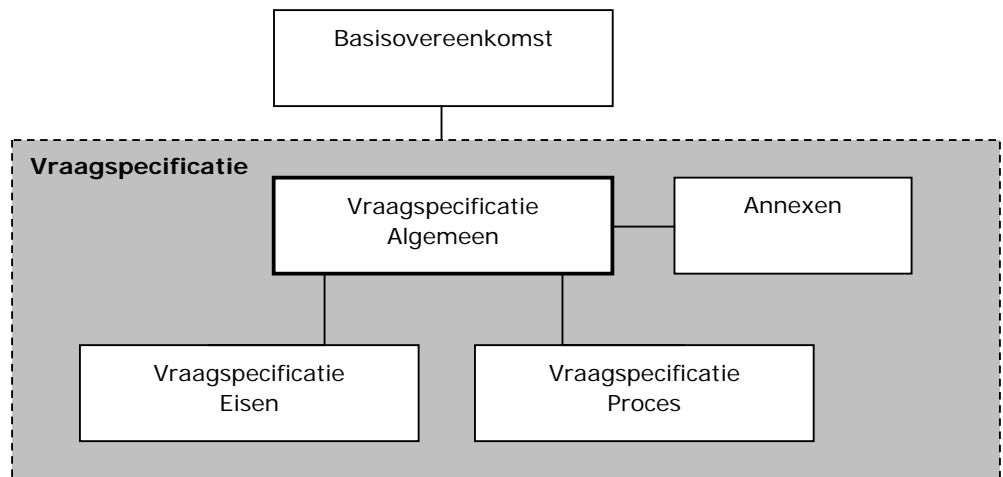 Basisovereenkomst
Vraagspecificatie
Vraagspecificatie
Algemeen
Annexen
Vraagspecificatie
Eisen
Vraagspecificatie
Proces